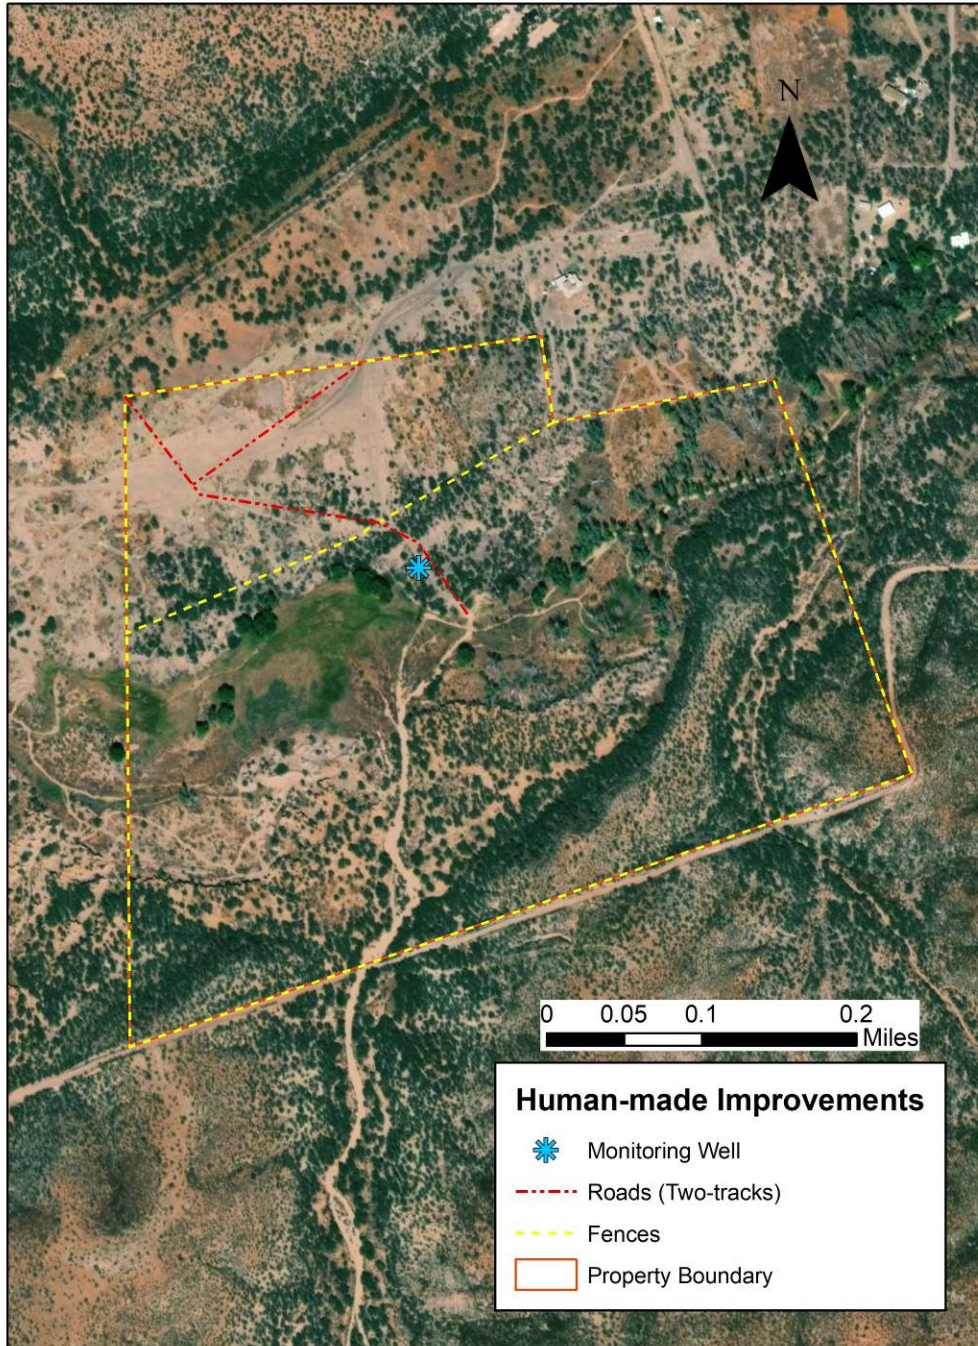 N
0 0.05 0.1 0.2
Miles
Human-made Improvements
Monitoring Well
Roads (Two-tracks)
Fences
Property Boundary